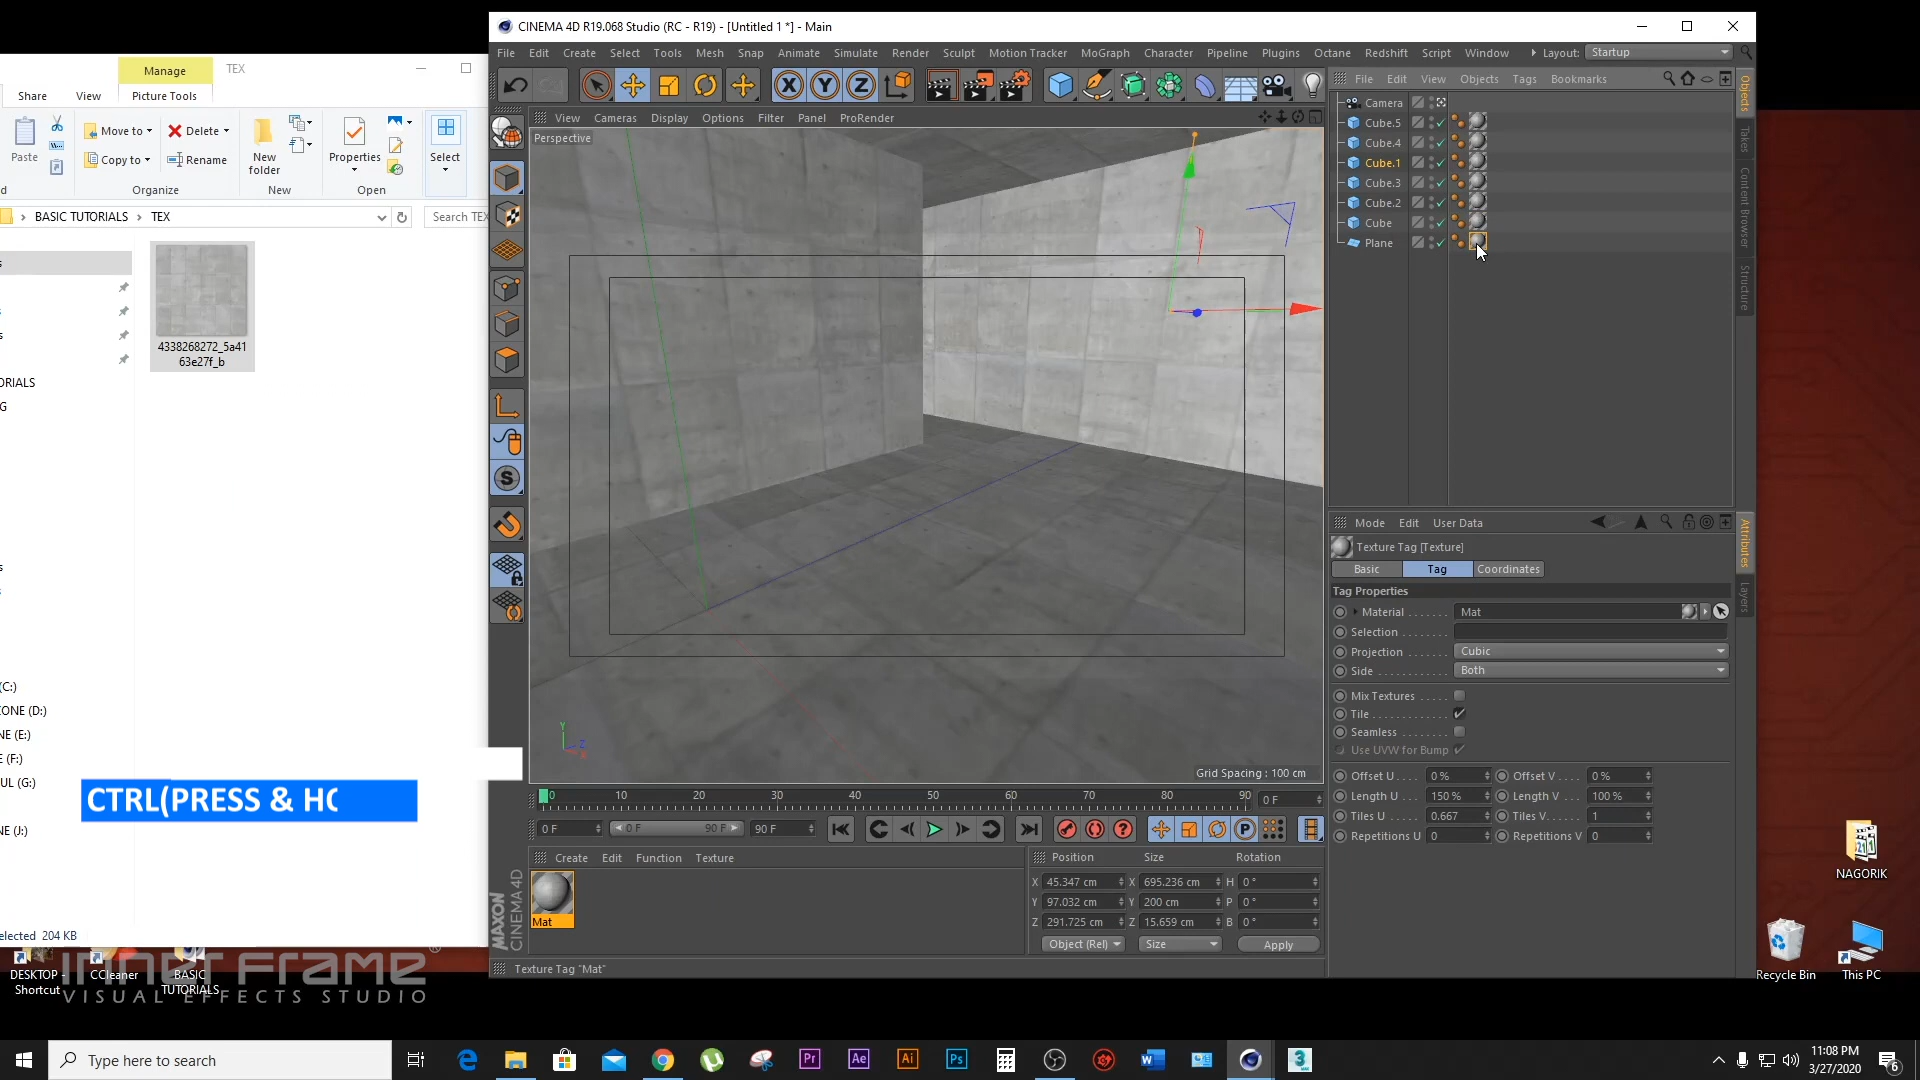 CINEMA 4D R19.068 Studio (RC - R19) - [Untitled 1 *] - Main
File Edit Create Select Tools Mesh Snap Animate Simulate Render Sculpt Motion Tracker MoGraph Character Pipeline Plugins Octane Redshift Script Window Layout: Startup
Manage TEX
Share View Picture Tools
Paste
Move to
Copy to
Delete
Rename
New folder
Properties
Select
Organize New Open
BASIC TUTORIALS TEX
Search TEX
4338268272_5a41
63e27f_b
ORIALS
G
(C:)
ONE (D:)
NE (E:)
E (F:)
UL (G:)
NE (J:)
elected 204 KB
CTRL(PRESS & HO
View Cameras Display Options Filter Panel ProRender
Perspective
Grid Spacing : 100 cm
0 10 20 30 40 50 60 70 80 90 0 F
0 F 0 F 90 F 90 F
Create Edit Function Texture
Mat
MAXON
CINEMA 4D
Position Size Rotation
X 45.347 cm X 695.236 cm H 0 °
Y 97.032 cm Y 200 cm P 0 °
Z 291.725 cm Z 15.659 cm B 0 °
Object (Rel) Size Apply
Texture Tag "Mat"
File Edit View Objects Tags Bookmarks
Camera
Cube.5
Cube.4
Cube.1
Cube.3
Cube.2
Cube
Plane
Objects
Takes
Content Browser
Structure
Mode Edit User Data
Texture Tag [Texture]
Basic Tag Coordinates
Tag Properties
Material Mat
Selection
Projection Cubic
Side Both
Mix Textures
Tile
Seamless
Use UVW for Bump
Offset U 0 % Offset V 0 %
Length U 150 % Length V 100 %
Tiles U 0.667 Tiles V 1
Repetitions U 0 Repetitions V 0
Attributes
Layers
NAGORIK
Recycle Bin
This PC
DESKTOP -
Shortcut
CCleaner
BASIC
TUTORIALS
inner FRAME
VISUAL EFFECTS STUDIO
Type here to search
11:08 PM
3/27/2020